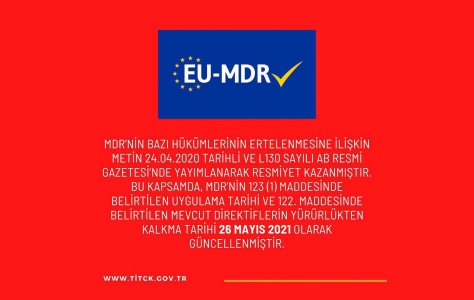 EU-MDR
MDR'NİN BAZI HÜKÜMLERİNİN ERTELENMESİNE İLİŞKİN
METİN 24.04.2020 TARİHLİ VE L130 SAYILI AB RESMİ
GAZETESİ'NDE YAYIMLANARAK RESMİYET KAZANMIŞTIR.
BU KAPSAMDA, MDR'NİN 123 (1) MADDESİNDE
BELİRTİLEN UYGULAMA TARİHİ VE 122. MADDESİNDE
BELİRTİLEN MEVCUT DİREKTİFLERİN YÜRÜRLÜKTEN
KALKMA TARİHİ 26 MAYIS 2021 OLARAK
GÜNCELLENMİŞTİR.
WWW.TİTCK.GOV.TR